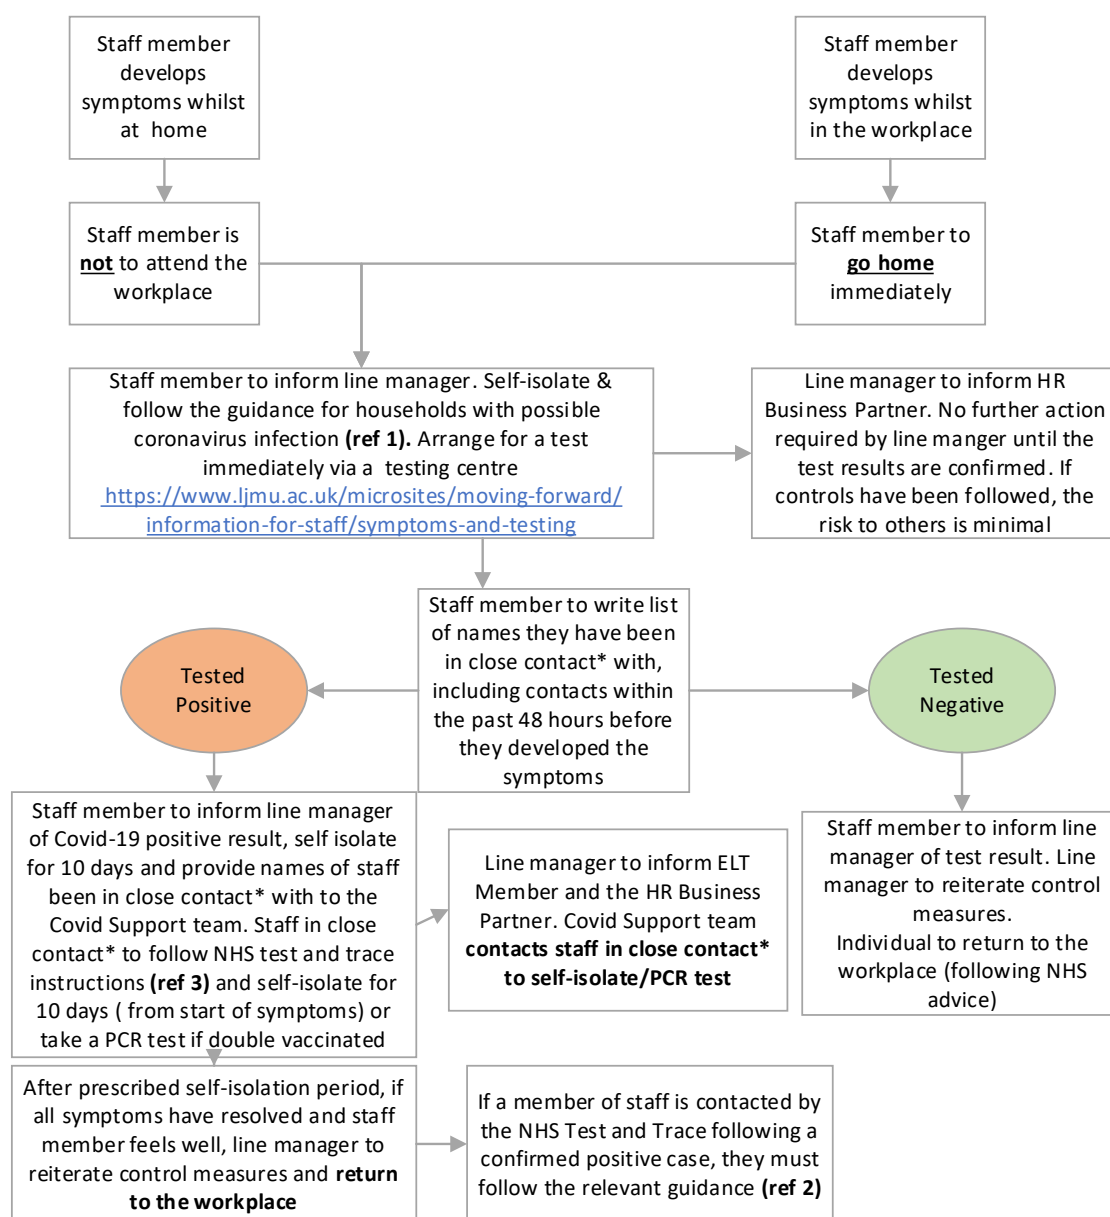 Staff member
develops
symptoms whilst
at home
Staff member
develops
symptoms whilst
in the workplace
Staff member is
not to attend the
workplace
Staff member to
go home
immediately
Staff member to inform line manager. Self-isolate &
follow the guidance for households with possible
coronavirus infection (ref 1). Arrange for a test
immediately via a testing centre
https://www.ljmu.ac.uk/microsites/moving-forward/
information-for-staff/symptoms-and-testing
Line manager to inform HR
Business Partner. No further action
required by line manger until the
test results are confirmed. If
controls have been followed, the
risk to others is minimal
Staff member to write list
of names they have been
in close contact* with,
including contacts within
the past 48 hours before
they developed the
symptoms
Tested
Positive
Tested
Negative
Staff member to inform line manager
of Covid-19 positive result, self isolate
for 10 days and provide names of staff
been in close contact* with to the
Covid Support team. Staff in close
contact* to follow NHS test and trace
instructions (ref 3) and self-isolate for
10 days ( from start of symptoms) or
take a PCR test if double vaccinated
Line manager to inform ELT
Member and the HR Business
Partner. Covid Support team
contacts staff in close contact*
to self-isolate/PCR test
Staff member to inform line
manager of test result. Line
manager to reiterate control
measures.
Individual to return to the
workplace (following NHS
advice)
After prescribed self-isolation period, if
all symptoms have resolved and staff
member feels well, line manager to
reiterate control measures and return
to the workplace
If a member of staff is contacted by
the NHS Test and Trace following a
confirmed positive case, they must
follow the relevant guidance (ref 2)